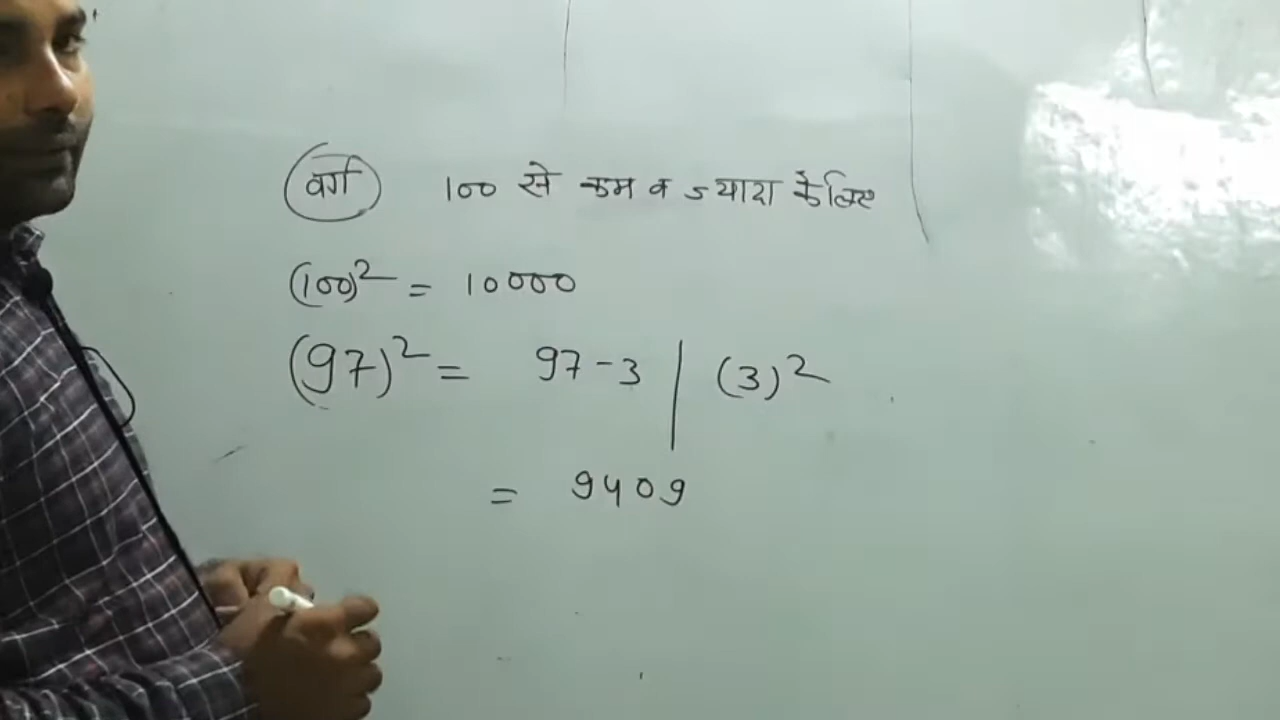 वर्ग 100 से कम व ज्यादा के लिए
(100)² = 10000
(97)² = 97-3 | (3)²
= 9409